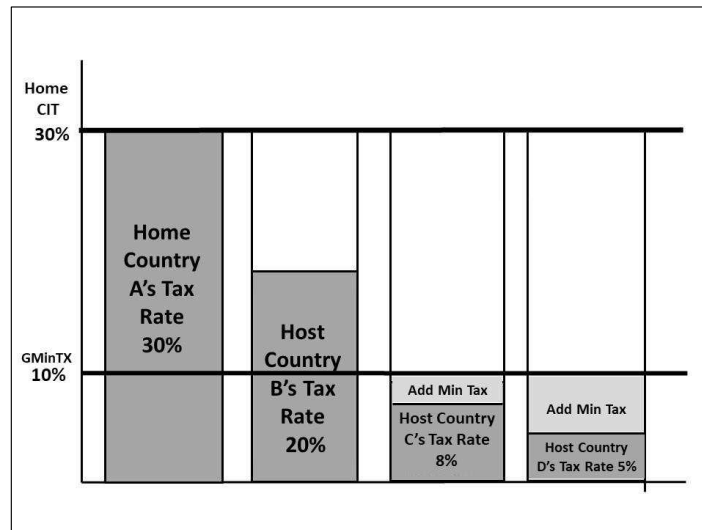 Home
CIT
30%
Home
Country
A's Tax
Rate
30%
GMinTX
10%
Host
Country
B's Tax
Rate
20%
Add Min Tax
Host Country
C's Tax Rate
8%
Add Min Tax
Host Country
D's Tax Rate 5%